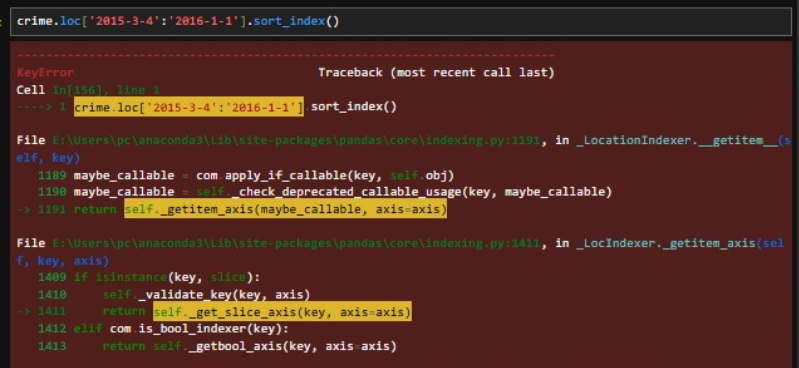 crime.loc['2015-3-4':'2016-1-1'].sort_index()
---------------------------------------------------------------------------
KeyError                                  Traceback (most recent call last)
Cell In[156], line 1
----> 1 crime.loc['2015-3-4':'2016-1-1'].sort_index()
File E:\Users\pc\anaconda3\Lib\site-packages\pandas\core\indexing.py:1191, in _LocationIndexer.__getitem__(s
elf, key)
   1189 maybe_callable = com.apply_if_callable(key, self.obj)
   1190 maybe_callable = self._check_deprecated_callable_usage(key, maybe_callable)
-> 1191 return self._getitem_axis(maybe_callable, axis=axis)
File E:\Users\pc\anaconda3\Lib\site-packages\pandas\core\indexing.py:1411, in _LocIndexer._getitem_axis(sel
f, key, axis)
   1409 if isinstance(key, slice):
   1410     self._validate_key(key, axis)
-> 1411     return self._get_slice_axis(key, axis=axis)
   1412 elif com.is_bool_indexer(key):
   1413     return self._getbool_axis(key, axis=axis)